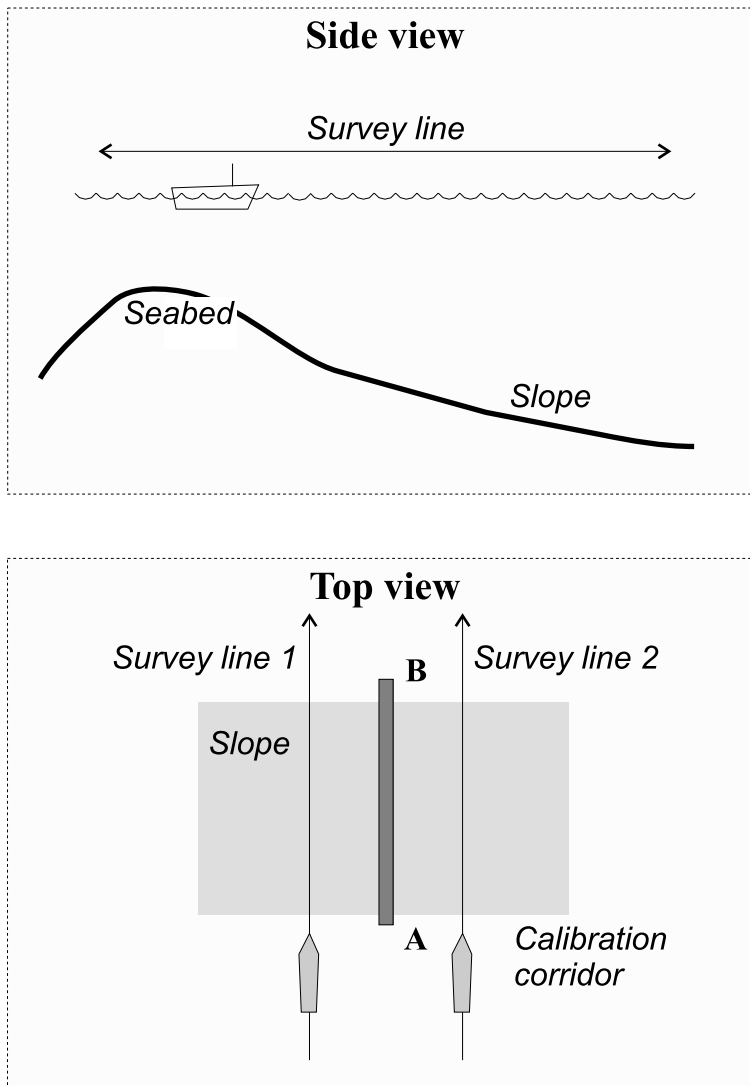 Side view
Survey line
Seabed
Slope
Top view
Survey line 1
B
Survey line 2
Slope
A
Calibration
corridor